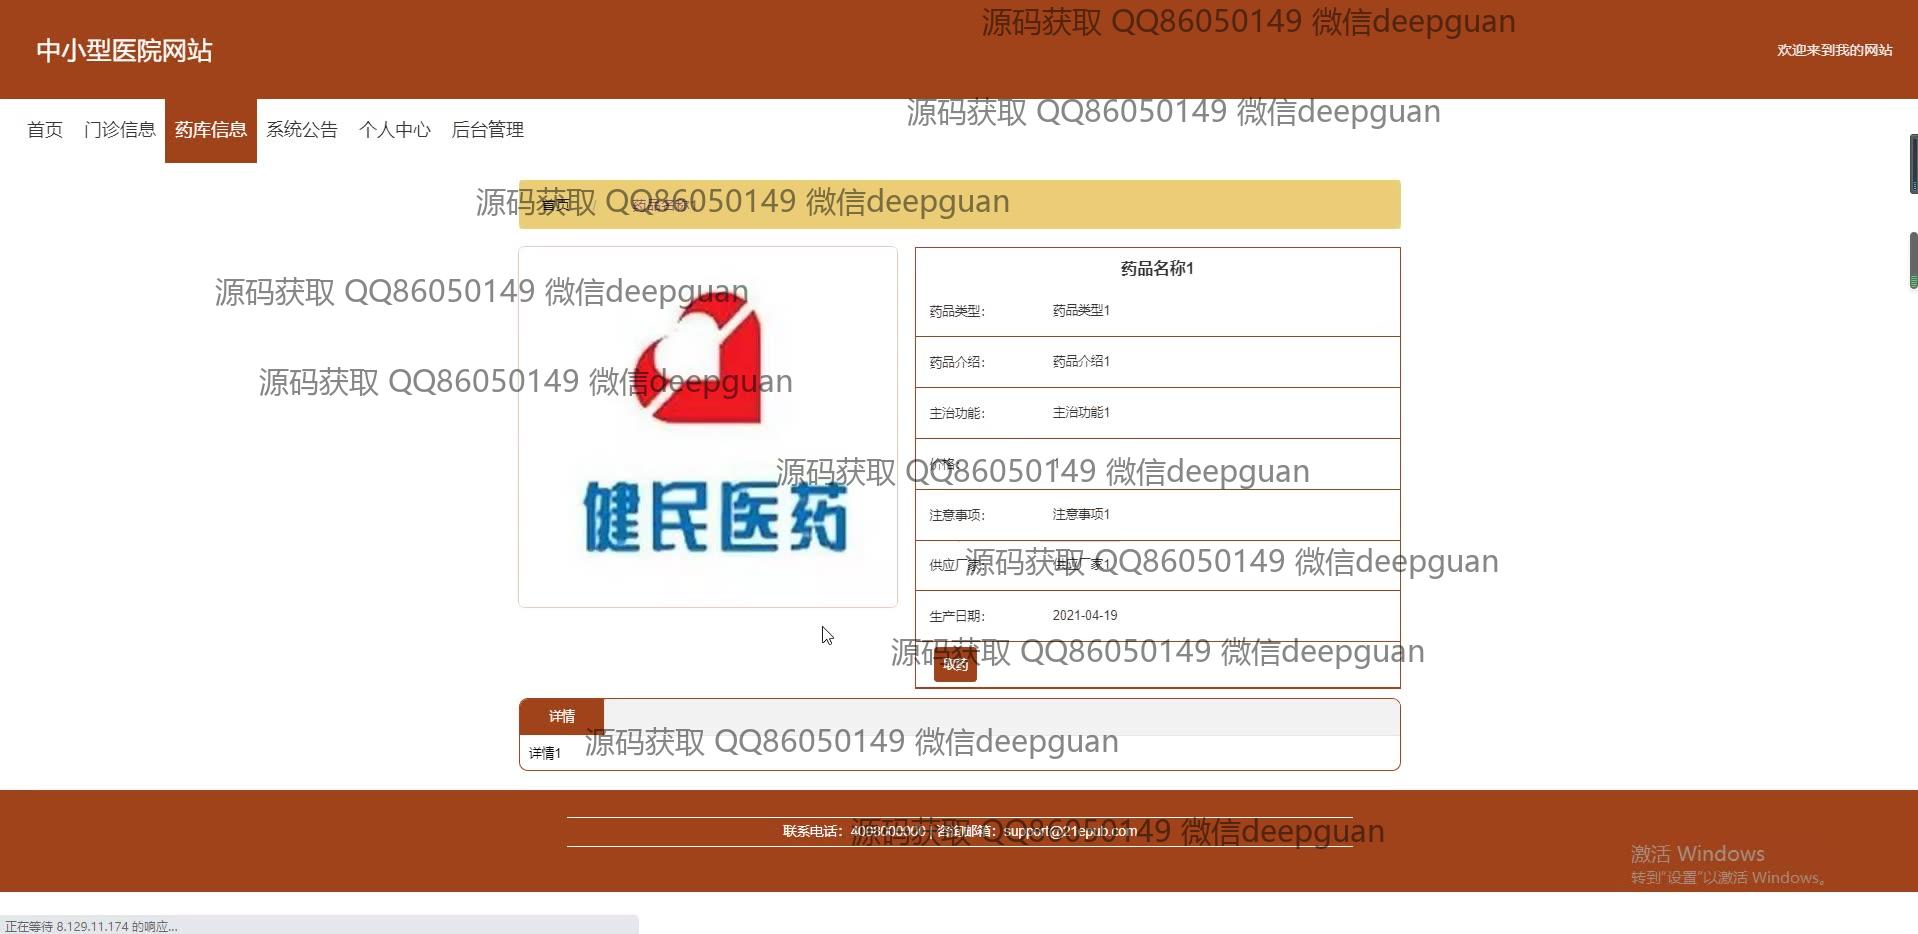 源码获取 QQ86050149 微信deepguan
中小型医院网站
欢迎来到我的网站
源码获取 QQ86050149 微信deepguan
首页 门诊信息 药库信息 系统公告 个人中心 后台管理
源码获取 QQ86050149 微信deepguan
首页 / 药品名称1
药品名称1
源码获取 QQ86050149 微信deepguan
药品类型： 药品类型1
药品介绍： 药品介绍1
源码获取 QQ86050149 微信deepguan
主治功能： 主治功能1
价格： 1
源码获取 QQ86050149 微信deepguan
健民医药
注意事项： 注意事项1
供应厂家： 供应厂家1
源码获取 QQ86050149 微信deepguan
生产日期： 2021-04-19
源码获取 QQ86050149 微信deepguan
取药
详情
源码获取 QQ86050149 微信deepguan
详情1
联系电话： 咨询邮箱：support@21epub.com
源码获取 QQ86050149 微信deepguan
激活 Windows
转到“设置”以激活 Windows。
正在等待 8.129.11.174 的响应...